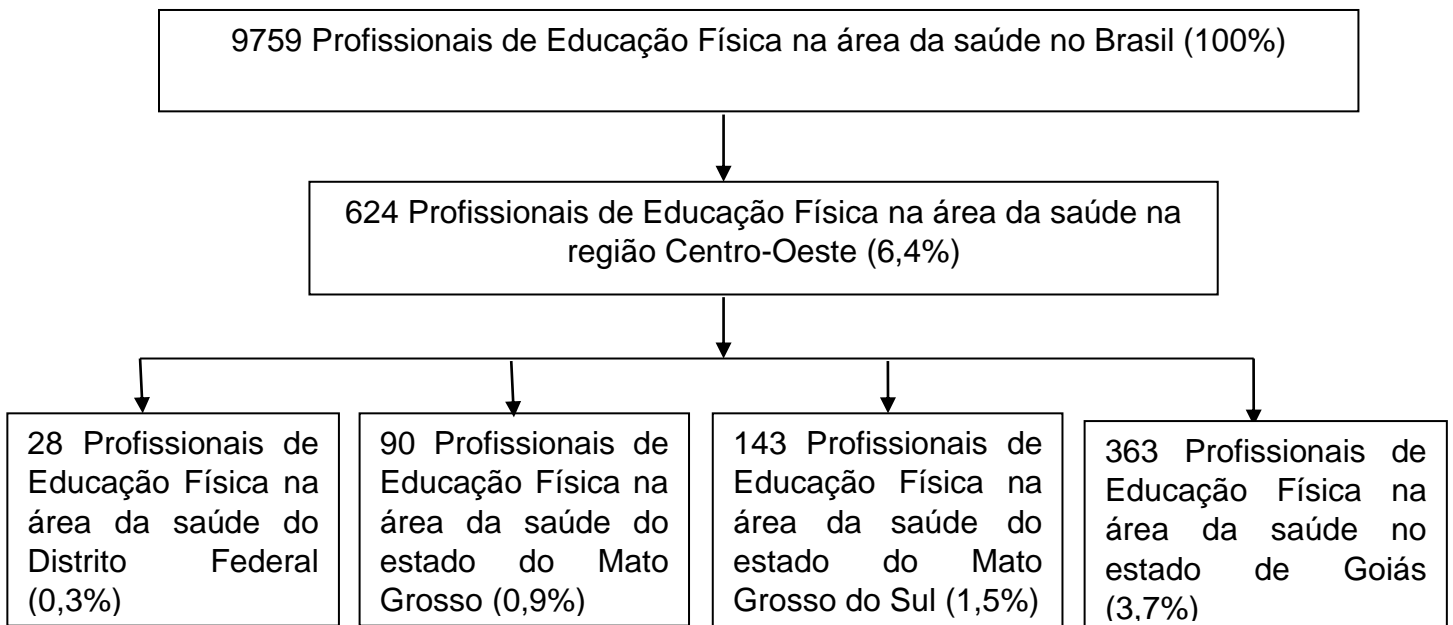 9759 Profissionais de Educação Física na área da saúde no Brasil (100%)
624 Profissionais de Educação Física na área da saúde na
região Centro-Oeste (6,4%)
28 Profissionais de
Educação Física na
área da saúde do
Distrito Federal
(0,3%)
90 Profissionais de
Educação Física na
área da saúde do
estado do Mato
Grosso (0,9%)
143 Profissionais de
Educação Física na
área da saúde do
estado do Mato
Grosso do Sul (1,5%)
363 Profissionais de
Educação Física na
área da saúde no
estado de Goiás
(3,7%)